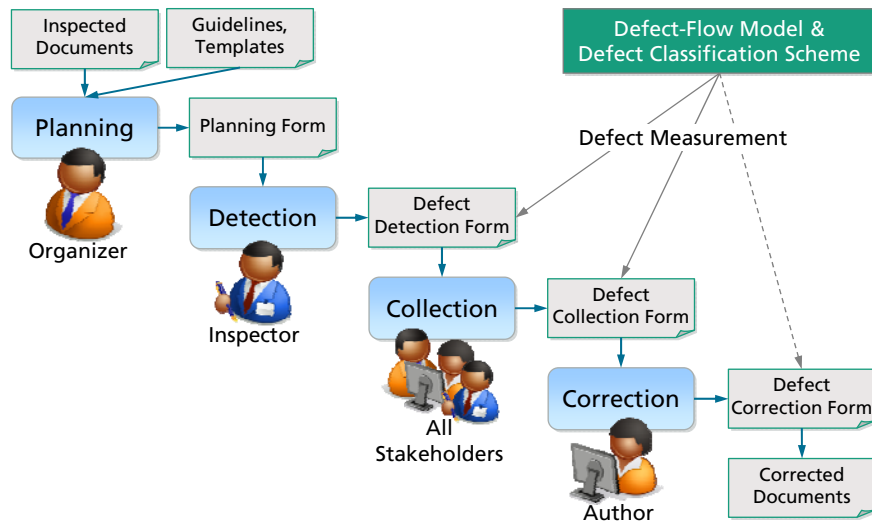 Inspected
Documents
Guidelines,
Templates
Defect-Flow Model &
Defect Classification Scheme
Planning
Planning Form
Defect Measurement
Organizer
Detection
Defect
Detection Form
Inspector
Collection
Defect
Collection Form
All
Stakeholders
Correction
Defect
Correction Form
Author
Corrected
Documents